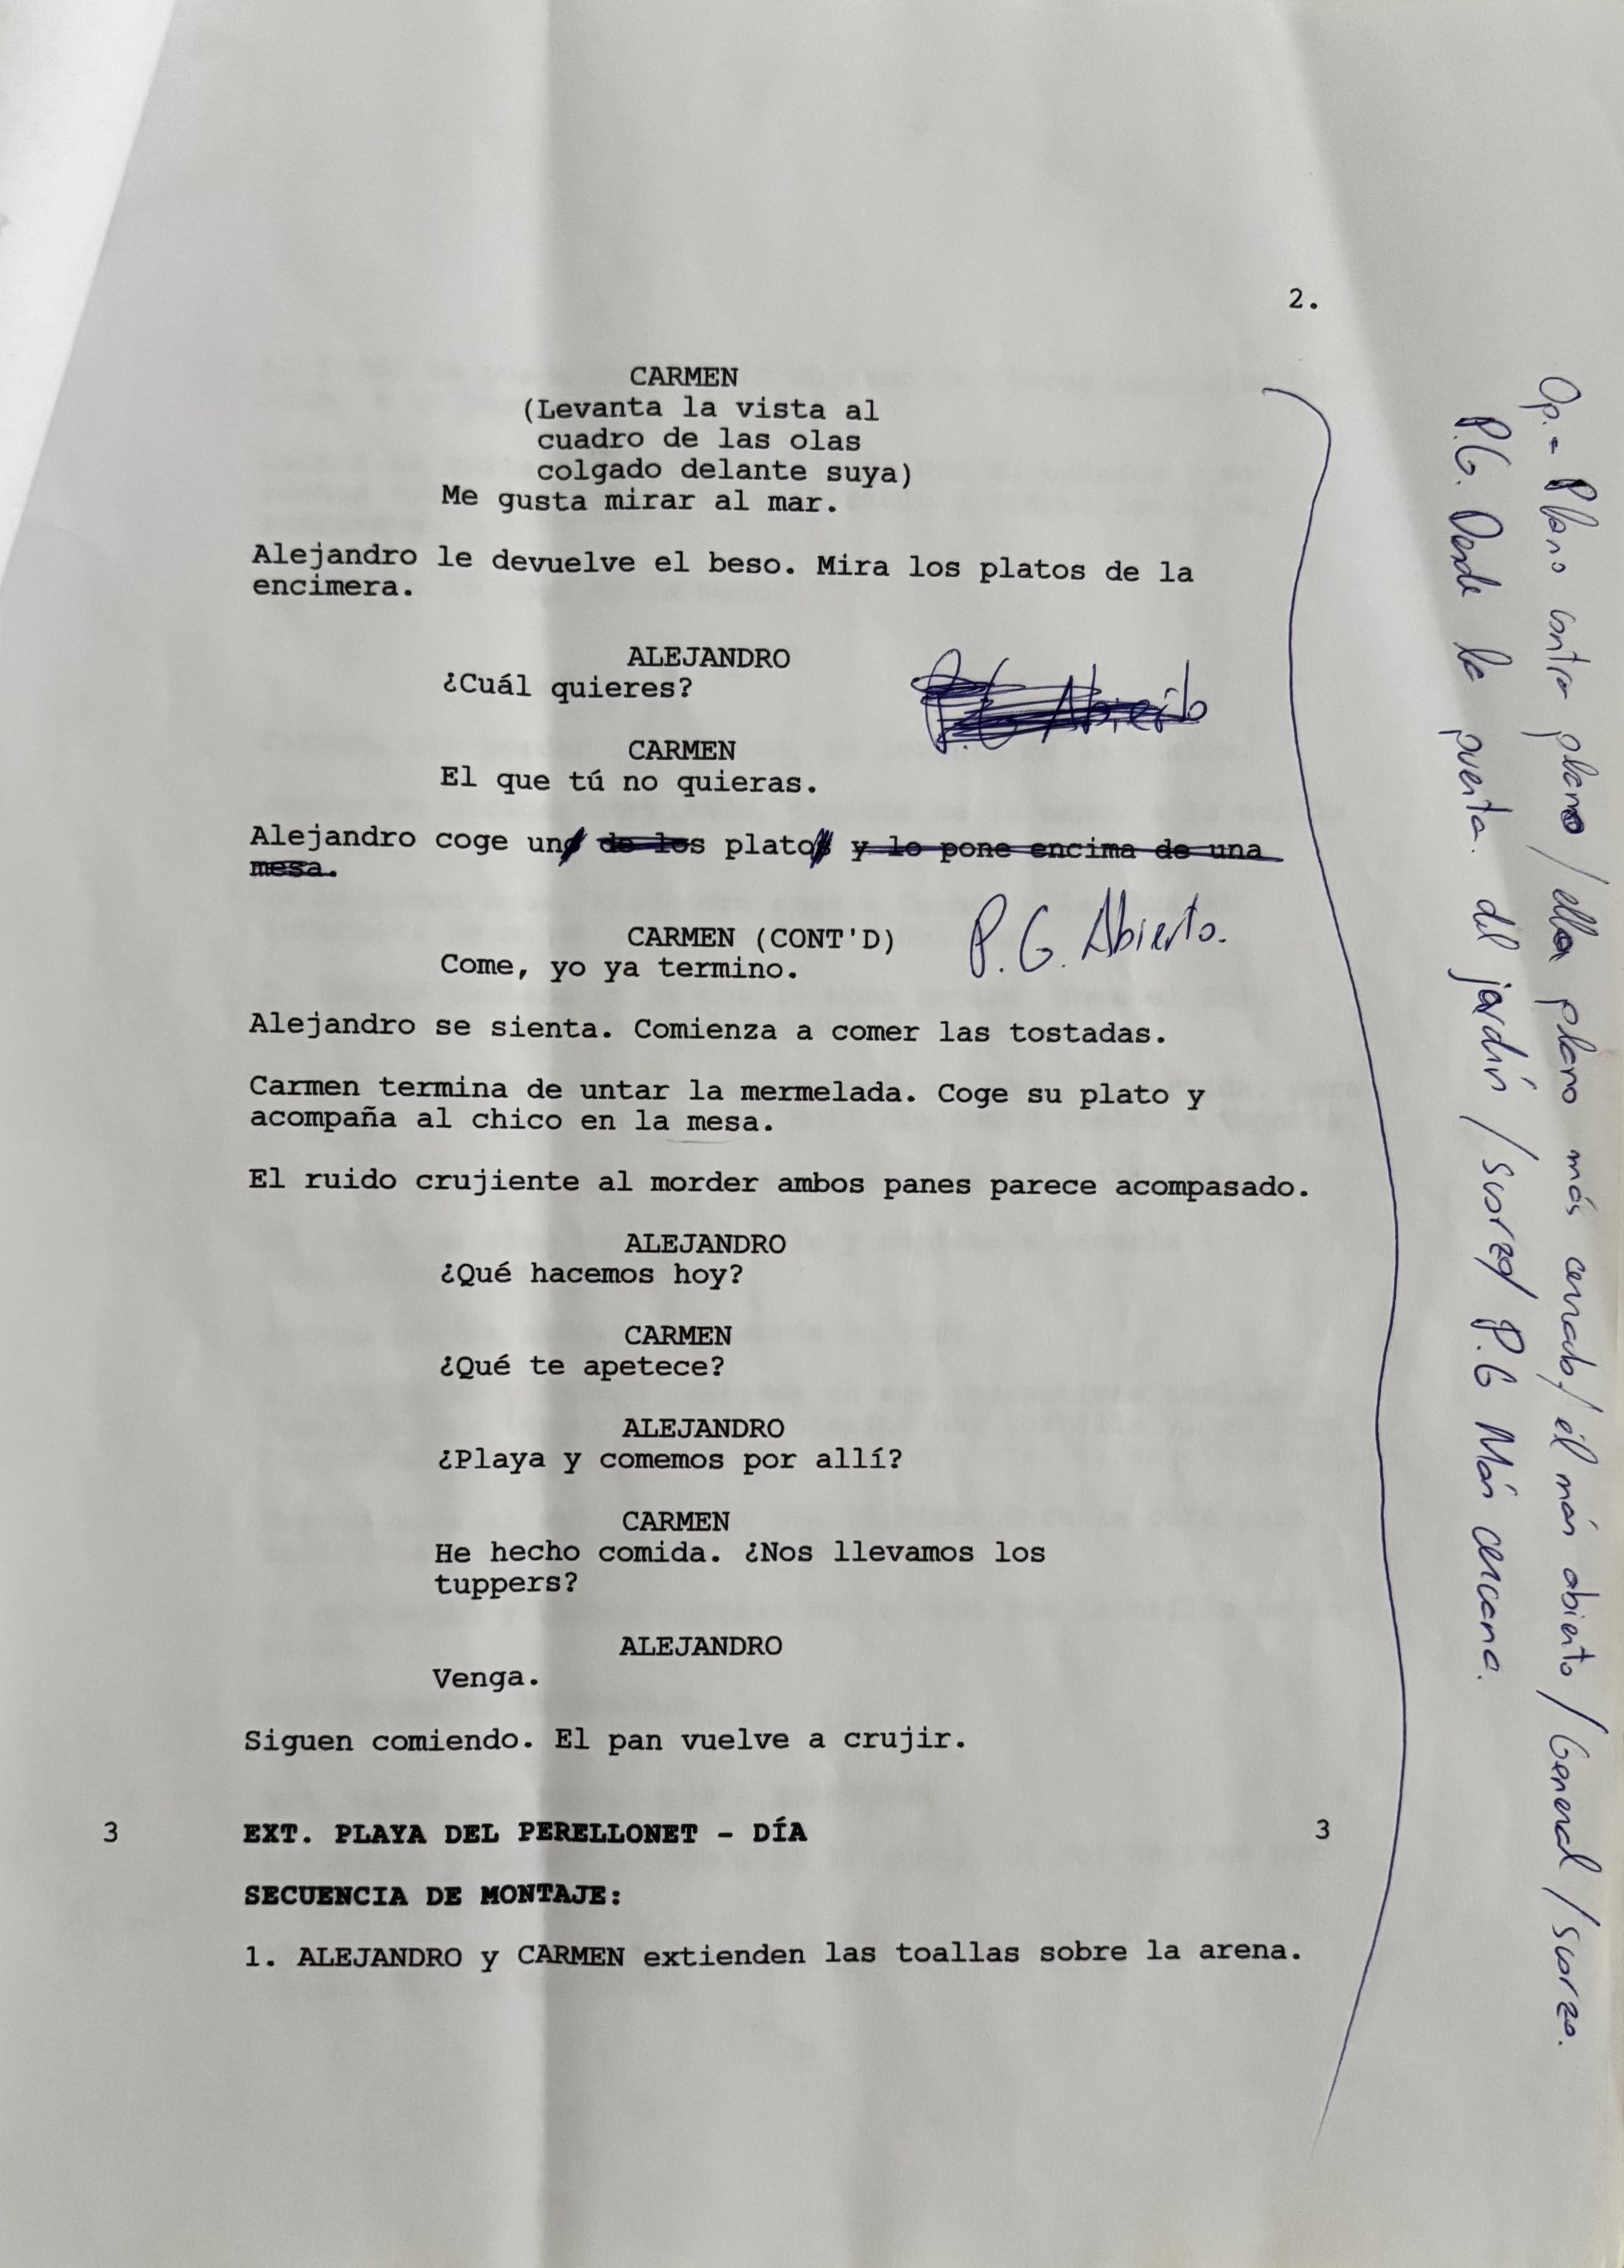 2.
CARMEN
(Levanta la vista al
cuadro de las olas
colgado delante suya)
Me gusta mirar al mar.
Alejandro le devuelve el beso. Mira los platos de la
encimera.
ALEJANDRO
¿Cuál quieres?
P.G Abierto
CARMEN
El que tú no quieras.
Alejandro coge uno de los platos y lo pone encima de una
mesa.
CARMEN (CONT'D)
Come, yo ya termino.
P.G. Abierto.
Alejandro se sienta. Comienza a comer las tostadas.
Carmen termina de untar la mermelada. Coge su plato y
acompaña al chico en la mesa.
El ruido crujiente al morder ambos panes parece acompasado.
ALEJANDRO
¿Qué hacemos hoy?
CARMEN
¿Qué te apetece?
ALEJANDRO
¿Playa y comemos por allí?
CARMEN
He hecho comida. ¿Nos llevamos los
tuppers?
ALEJANDRO
Venga.
Siguen comiendo. El pan vuelve a crujir.
3 EXT. PLAYA DEL PERELLONET - DÍA 3
SECUENCIA DE MONTAJE:
1. ALEJANDRO y CARMEN extienden las toallas sobre la arena.
Op.- Plano contra plano / ella plano más cerrado / él más abierto / General / suorzo.
P.G. Donde la puerta del jardín / suorzo / P.G Más cercano.